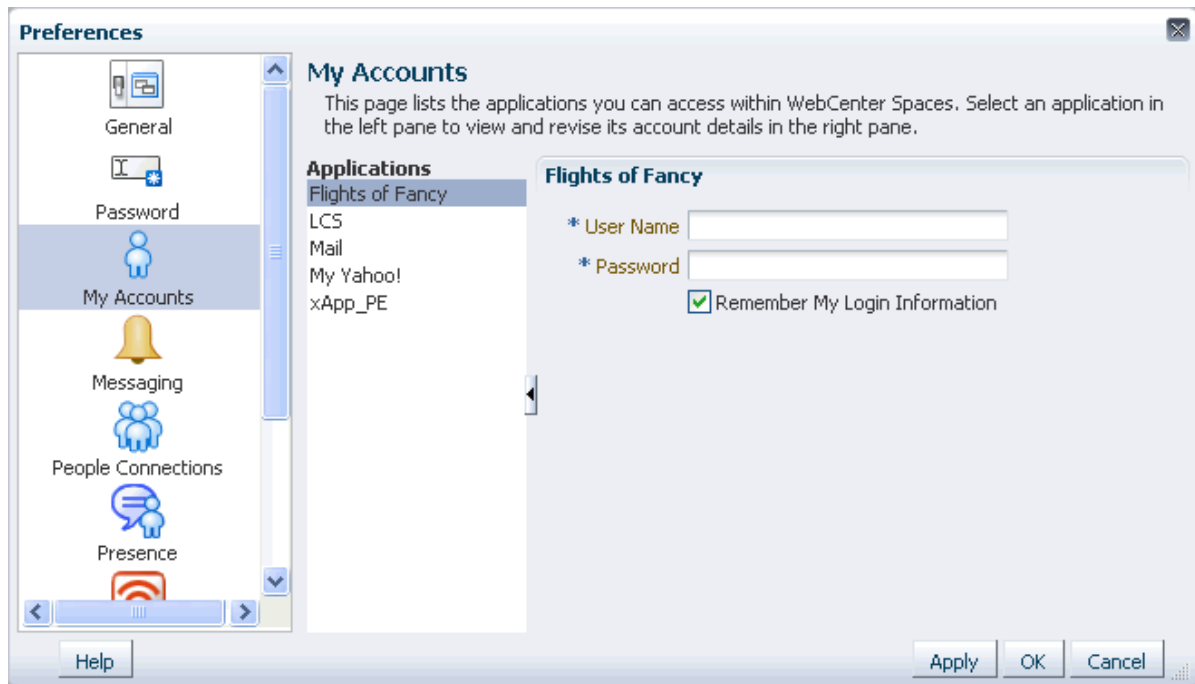 Preferences
General
Password
My Accounts
Messaging
People Connections
Presence
My Accounts
This page lists the applications you can access within WebCenter Spaces. Select an application in
the left pane to view and revise its account details in the right pane.
Applications
Flights of Fancy
LCS
Mail
My Yahoo!
xApp_PE
Flights of Fancy
* User Name
* Password
Remember My Login Information
Help
Apply
OK
Cancel